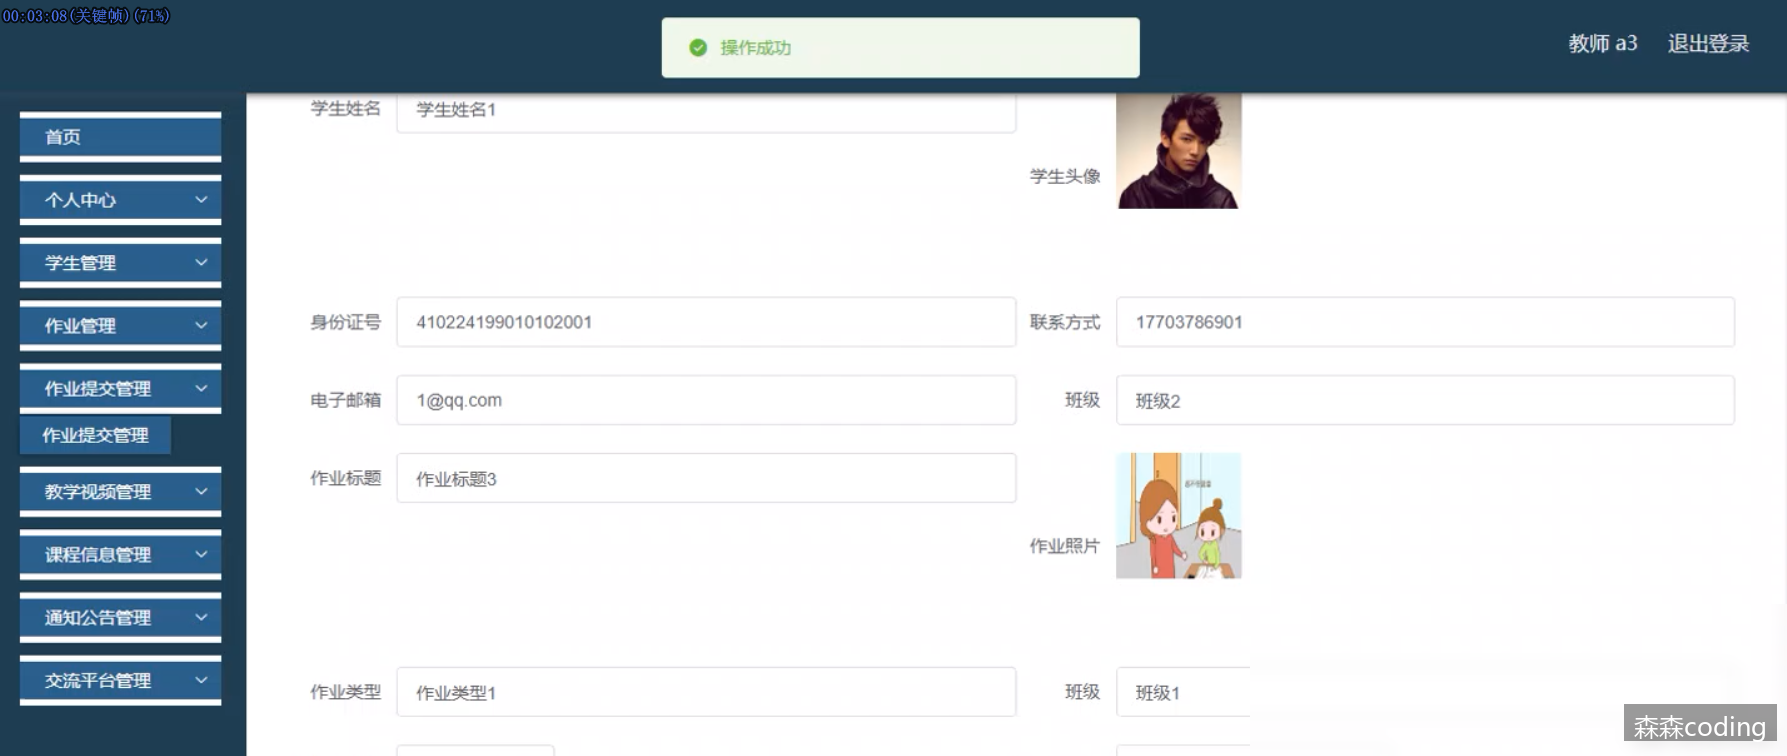 00:03:08(关键帧)(71%)
操作成功
教师 a3
退出登录
首页
个人中心
学生管理
作业管理
作业提交管理
作业提交管理
教学视频管理
课程信息管理
通知公告管理
交流平台管理
学生姓名
学生姓名1
学生头像
身份证号
410224199010102001
联系方式
17703786901
电子邮箱
1@qq.com
班级
班级2
作业标题
作业标题3
作业照片
作业类型
作业类型1
班级
班级1
森森coding